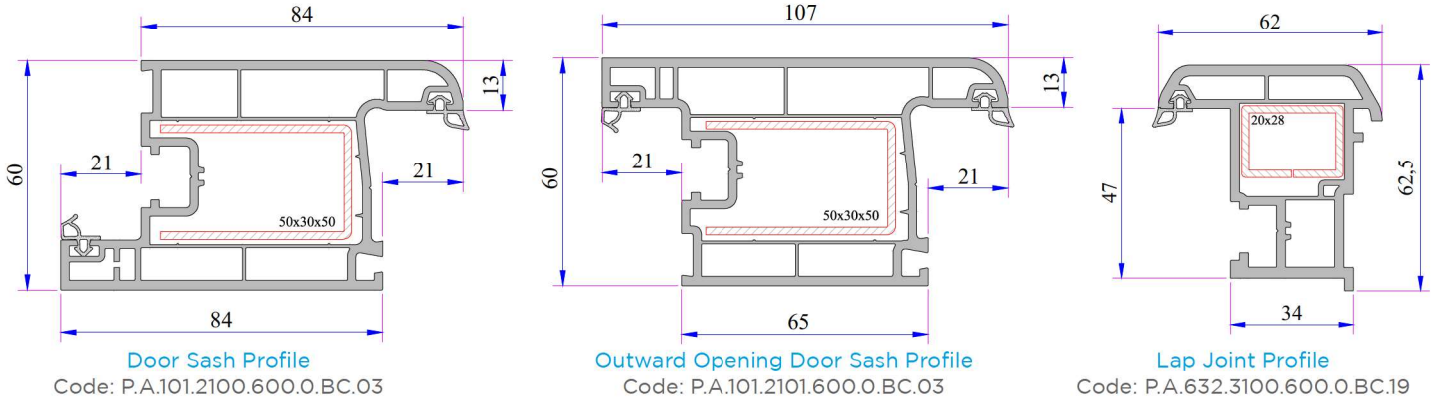 84
13
60
21
21
50x30x50
84
Door Sash Profile
Code: P.A.101.2100.600.0.BC.03
107
13
60
21
21
50x30x50
65
Outward Opening Door Sash Profile
Code: P.A.101.2101.600.0.BC.03
62
20x28
47
62,5
34
Lap Joint Profile
Code: P.A.632.3100.600.0.BC.19